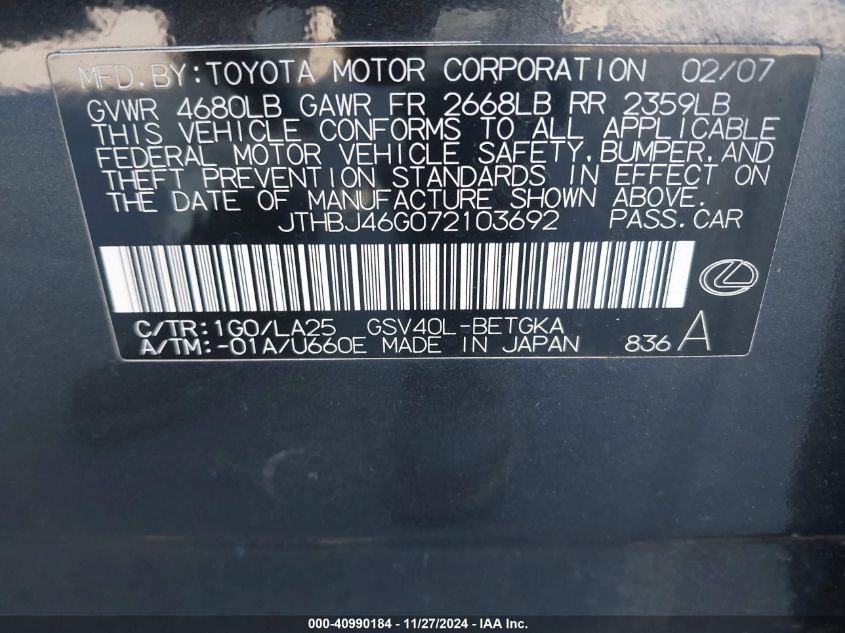 MFD.BY:TOYOTA MOTOR CORPORATION 02/07
GVWR 4680LB GAWR FR 2668LB RR 2359LB
THIS VEHICLE CONFORMS TO ALL APPLICABLE
FEDERAL MOTOR VEHICLE SAFETY,BUMPER,AND
THEFT PREVENTION STANDARDS IN EFFECT ON
THE DATE OF MANUFACTURE SHOWN ABOVE.
JTHBJ46G072103692 PASS.CAR
C/TR:1G0/LA25 GSV40L-BETGKA
A/TM:-01A/U660E MADE IN JAPAN 836 A
000-40990184 - 11/27/2024 - IAA Inc.